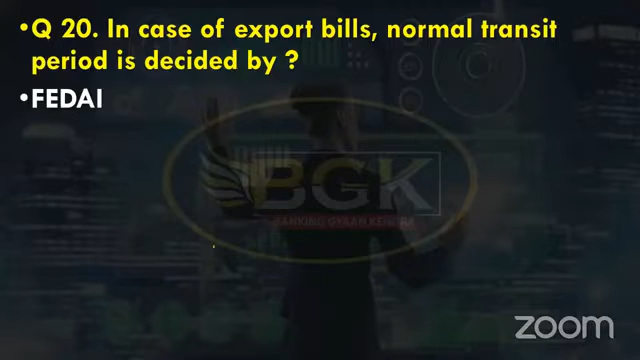 •Q 20. In case of export bills, normal transit
period is decided by ?
•FEDAI
BGK
BANKING GYAAN KENDRA
zoom